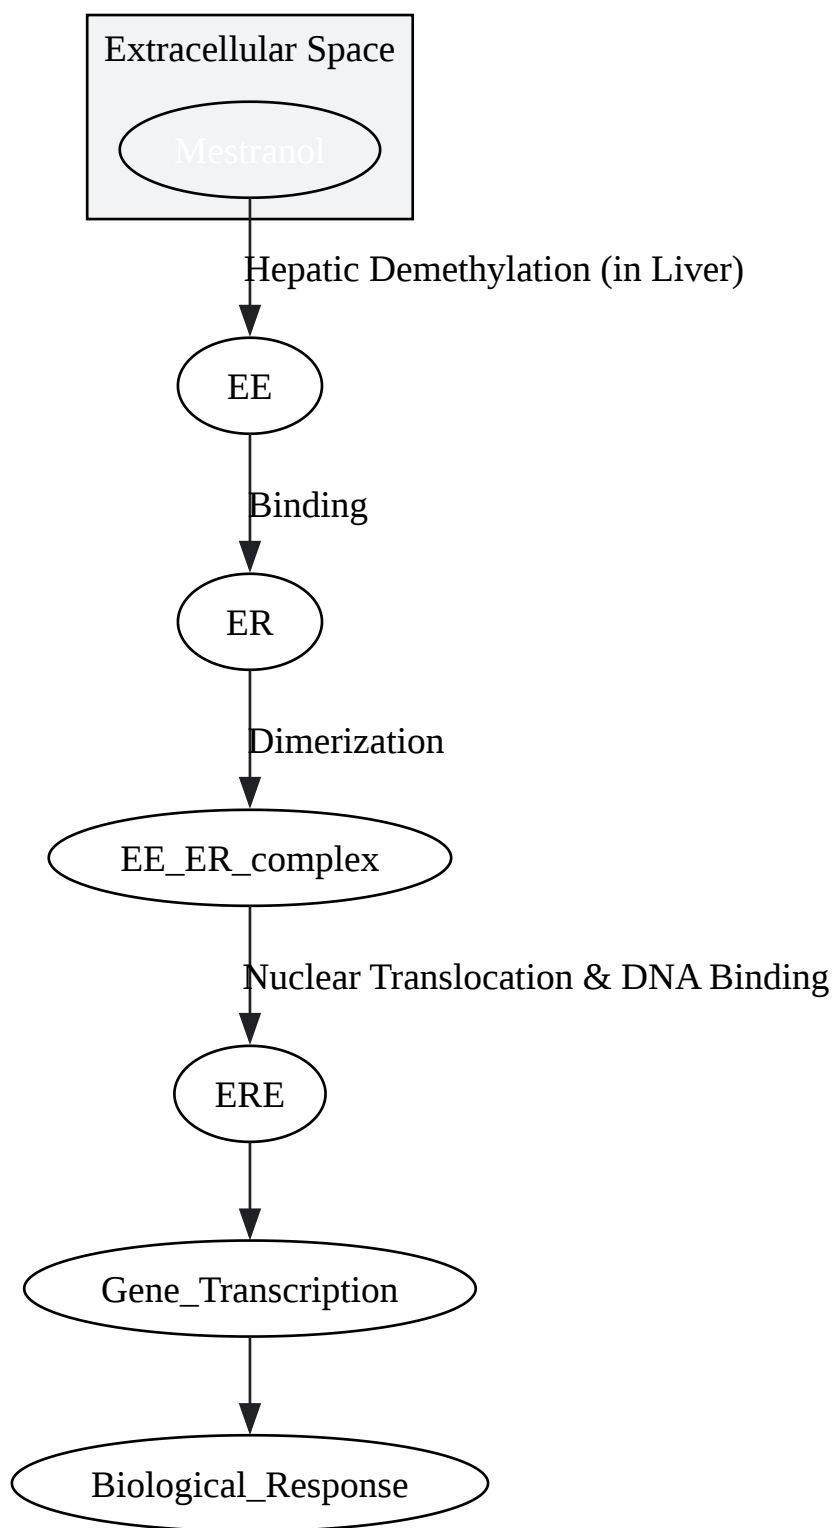 Extracellular Space
Mestranol
Hepatic Demethylation (in Liver)
EE
Binding
ER
Dimerization
EE_ER_complex
Nuclear Translocation & DNA Binding
ERE
Gene_Transcription
Biological_Response